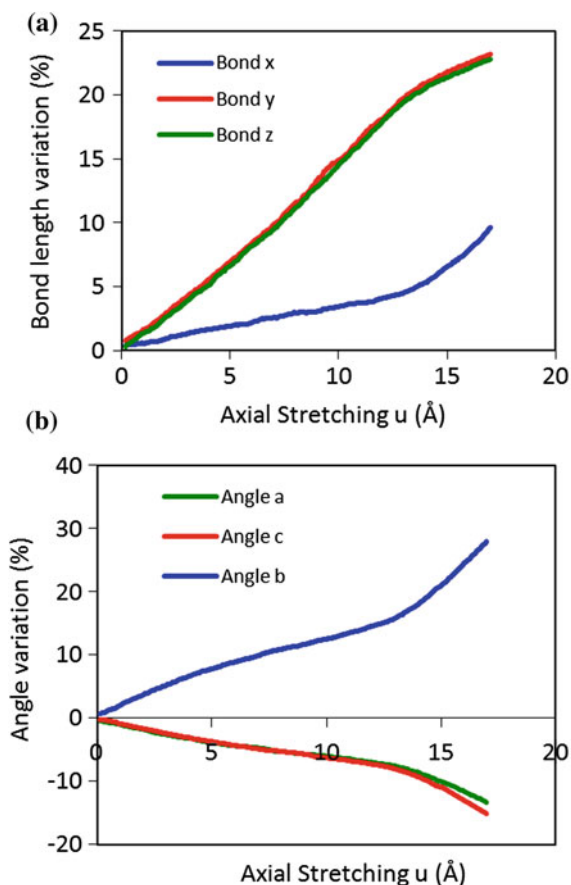 (a)
25
20
15
10
5
0
Bond length variation (%)
Bond x
Bond y
Bond z
0 5 10 15 20
Axial Stretching u (Å)
(b)
40
30
20
10
0
-10
-20
Angle variation (%)
Angle a
Angle c
Angle b
0 5 10 15 20
Axial Stretching u (Å)